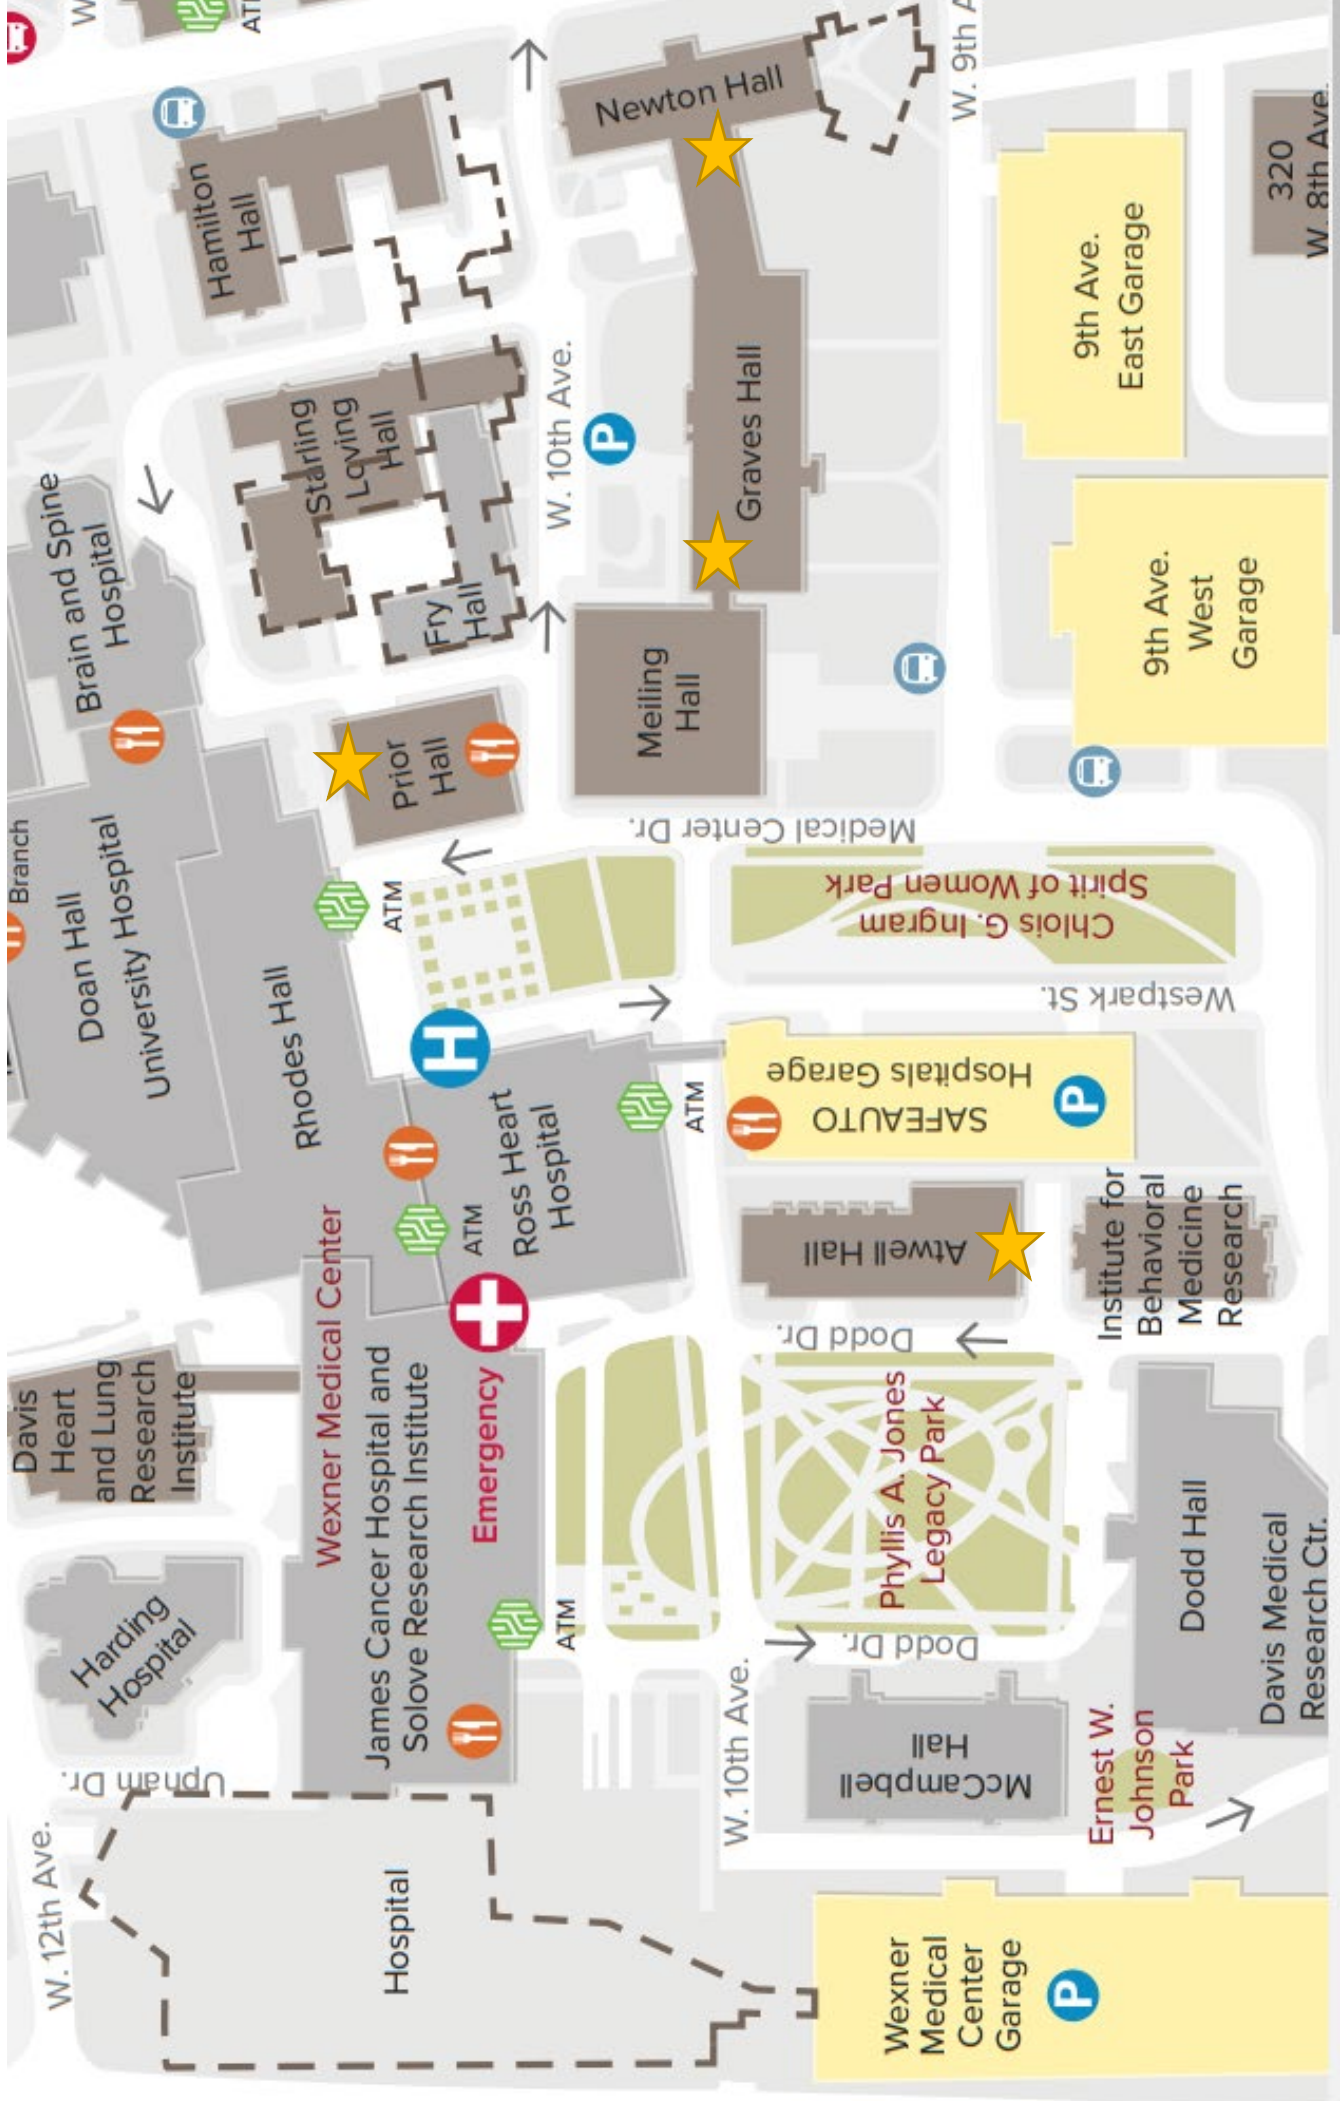 W. 12th Ave.
Upham Dr.
Harding
Hospital
Davis
Heart
and Lung
Research
Institute
Branch
Doan Hall
University Hospital
Brain and Spine
Hospital
Hamilton
Hall
W
Hospital
Wexner Medical Center
James Cancer Hospital and
Solove Research Institute
Emergency
ATM
Rhodes Hall
H
ATM
Ross Heart
Hospital
ATM
ATM
Prior
Hall
Starling
Loving
Hall
Fry
Hall
W. 10th Ave.
P
W. 10th Ave.
Newton Hall
Graves Hall
Meiling
Hall
Medical Center Dr.
Chlois G. Ingram
Spirit of Women Park
Westpark St.
SAFEAUTO
Hospitals Garage
P
Atwell Hall
Dodd Dr.
Phyllis A. Jones
Legacy Park
Dodd Dr.
McCampbell
Hall
Wexner
Medical
Center
Garage
P
Ernest W.
Johnson
Park
Dodd Hall
Davis Medical
Research Ctr.
Institute for
Behavioral
Medicine
Research
9th Ave.
West
Garage
9th Ave.
East Garage
W. 9th A
320
W. 8th Ave.